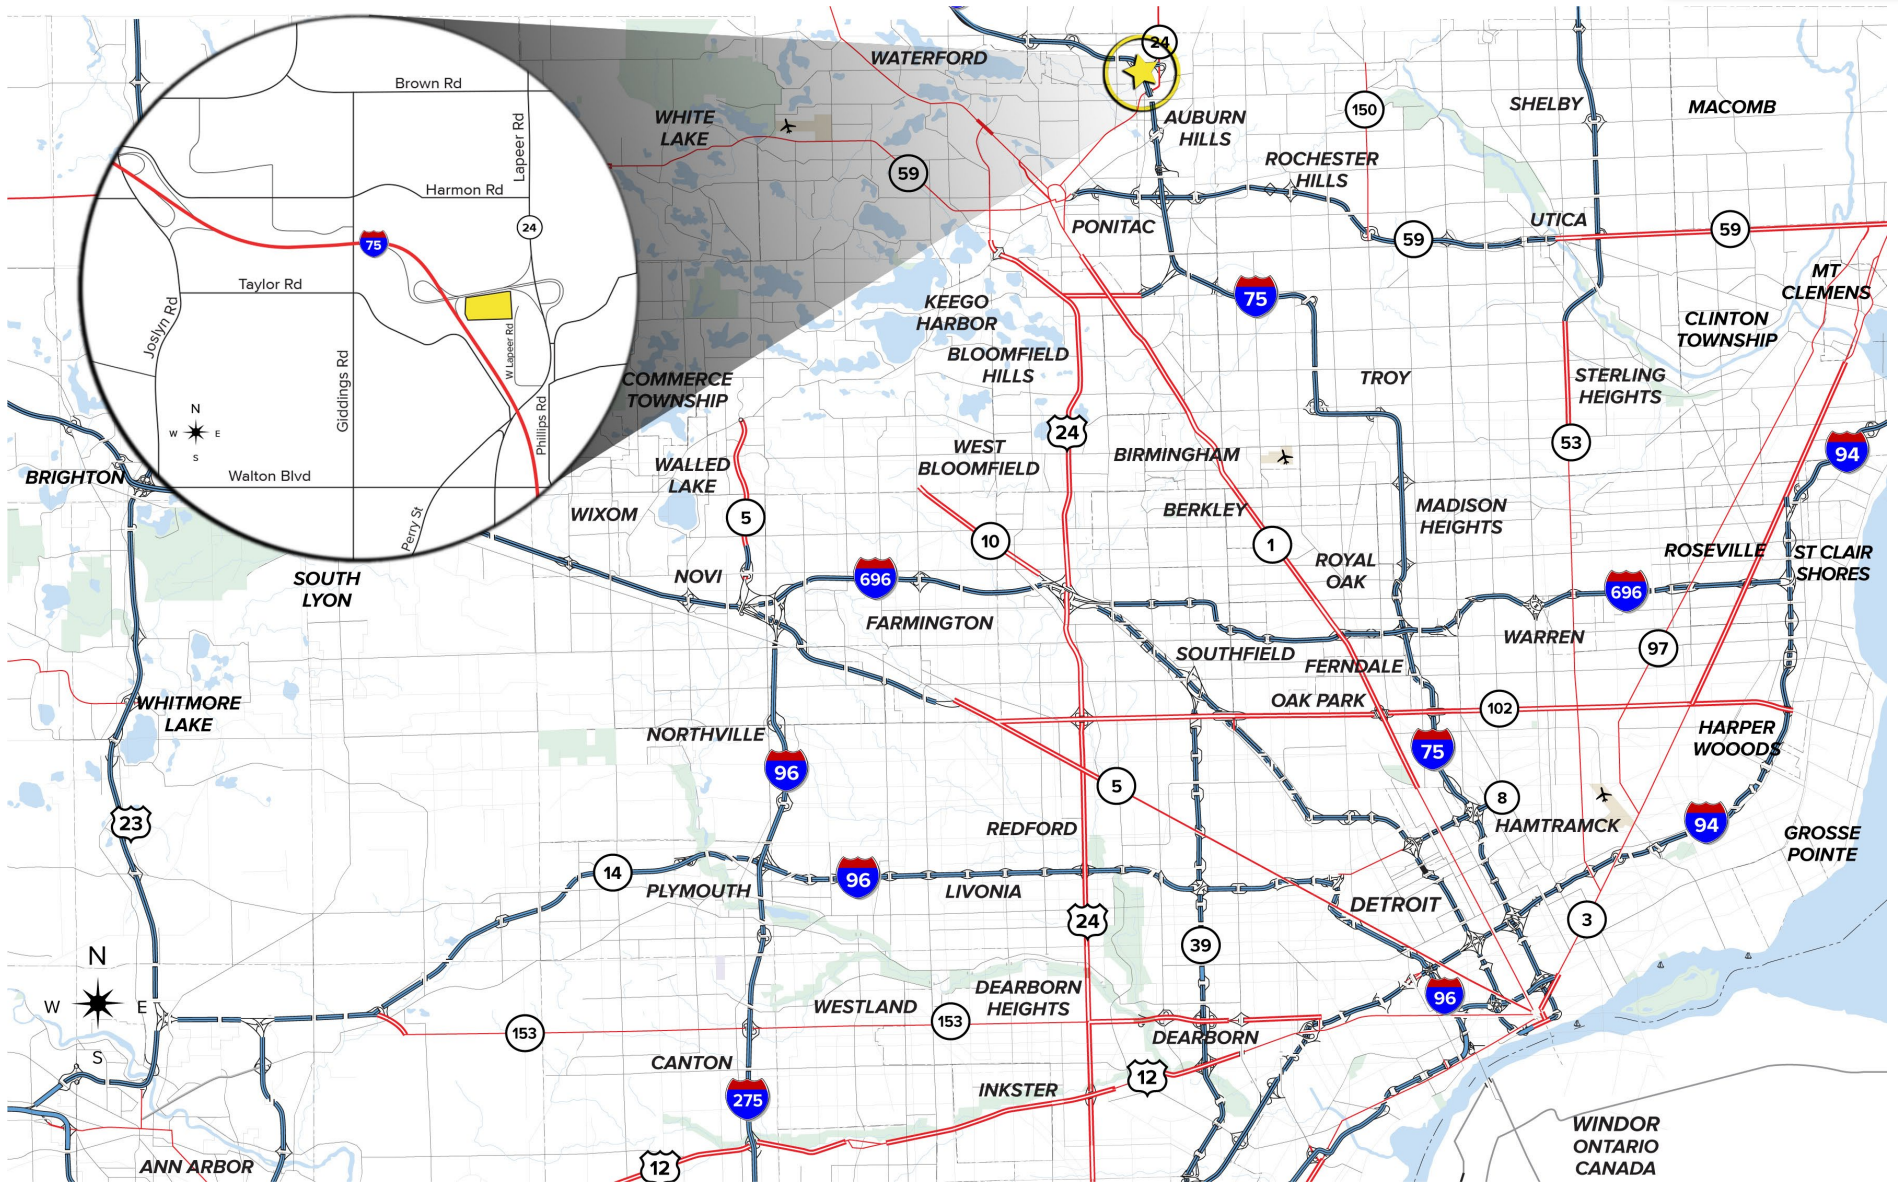 Brown Rd
Lapeer Rd
Harmon Rd
24
75
Taylor Rd
Joslyn Rd
Giddings Rd
W Lapeer Rd
Phillips Rd
N
W
E
S
Walton Blvd
Perry St
WATERFORD
24
WHITE
LAKE
AUBURN
HILLS
150
SHELBY
MACOMB
59
ROCHESTER
HILLS
PONITAC
59
UTICA
59
MT
CLEMENS
75
KEEGO
HARBOR
CLINTON
TOWNSHIP
BLOOMFIELD
HILLS
COMMERCE
TOWNSHIP
TROY
STERLING
HEIGHTS
24
53
94
WEST
BLOOMFIELD
BIRMINGHAM
BRIGHTON
WALLED
LAKE
WIXOM
5
BERKLEY
MADISON
HEIGHTS
10
1
ROYAL
OAK
ROSEVILLE
ST CLAIR
SHORES
SOUTH
LYON
NOVI
696
696
FARMINGTON
WARREN
97
SOUTHFIELD
FERNDALE
WHITMORE
LAKE
OAK PARK
102
NORTHVILLE
HARPER
WOOODS
75
96
5
8
23
REDFORD
HAMTRAMCK
94
GROSSE
POINTE
14
PLYMOUTH
96
LIVONIA
DETROIT
24
3
39
N
W
E
S
DEARBORN
HEIGHTS
96
WESTLAND
153
153
DEARBORN
CANTON
12
INKSTER
275
WINDOR
ONTARIO
CANADA
ANN ARBOR
12